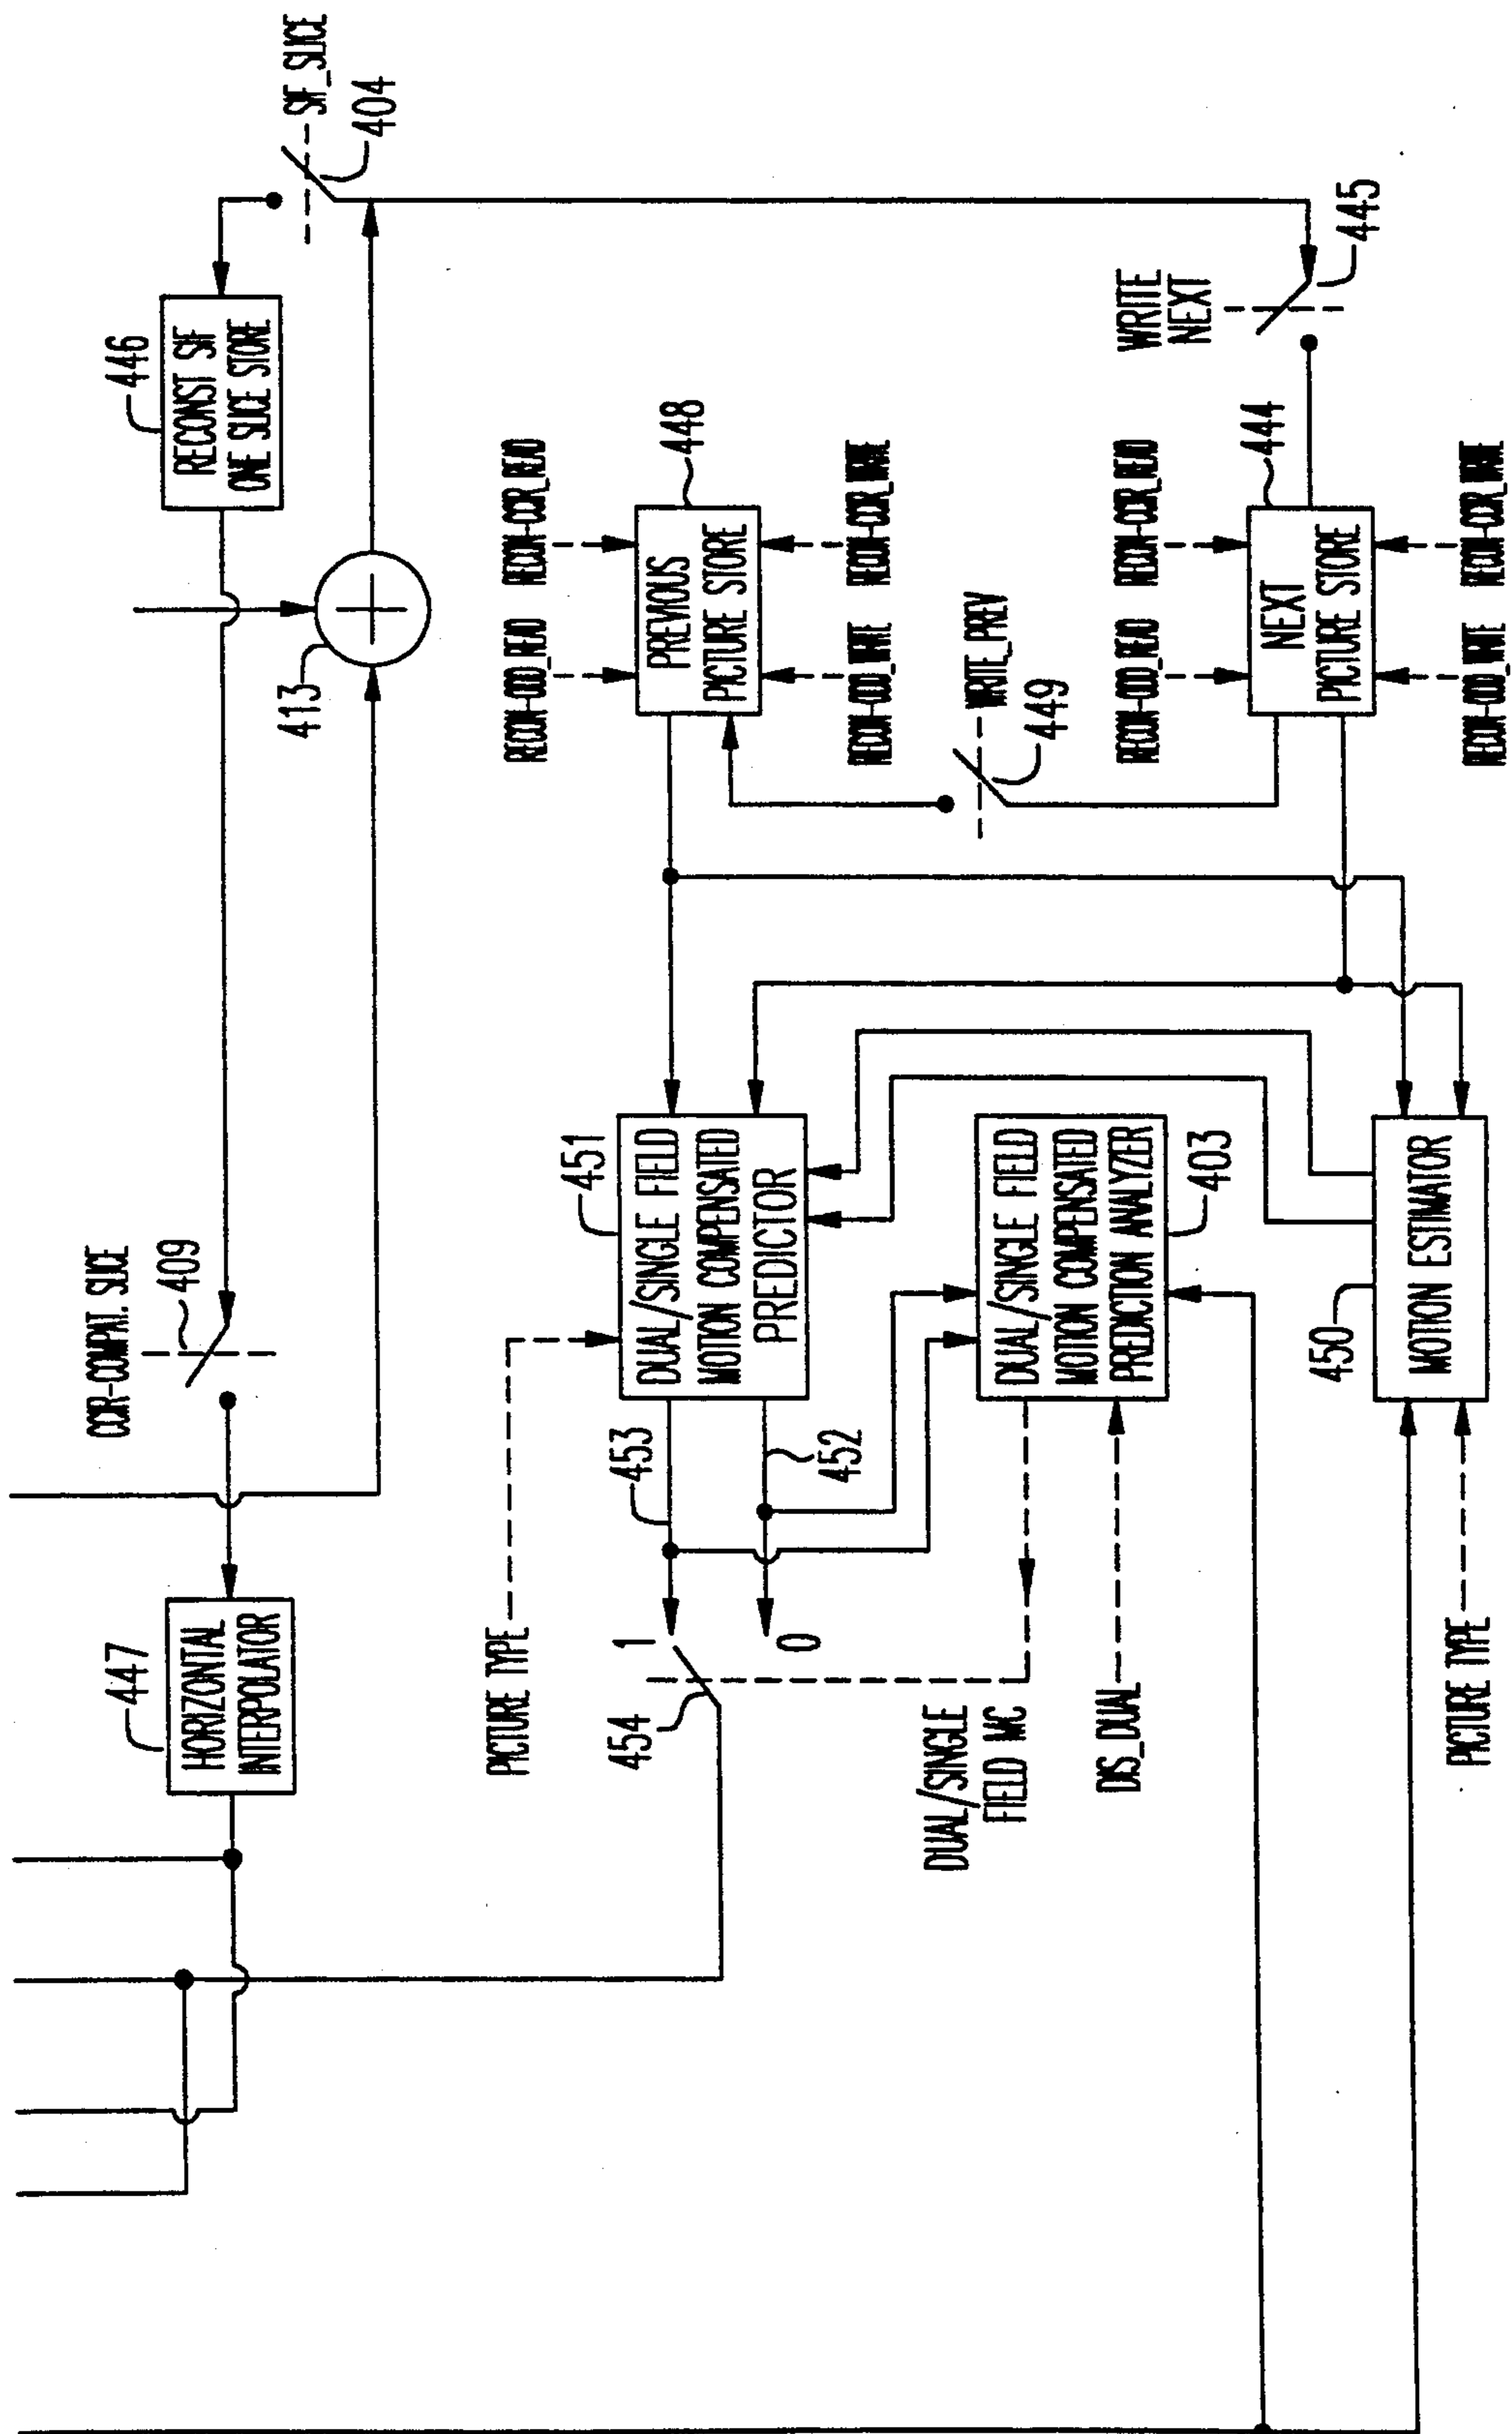 SIF_SLICE
404
446
RECONST SIF
ONE SLICE STORE
413
CCIR-COMPAT. SLICE
409
447
HORIZONTAL
INTERPOLATOR
RECON-ODD_READ
RECON-CCIR_READ
448
PREVIOUS
PICTURE STORE
RECON-ODD_WRITE
RECON-CCIR_WRITE
WRITE_PREV
449
WRITE
NEXT
445
RECON-ODD_READ
RECON-CCIR_READ
444
NEXT
PICTURE STORE
RECON-ODD_WRITE
RECON-CCIR_WRITE
451
DUAL/SINGLE FIELD
MOTION COMPENSATED
PREDICTOR
PICTURE TYPE
453
452
1
0
454
DUAL/SINGLE FIELD
MOTION COMPENSATED
PREDICTION ANALYZER
403
DUAL/SINGLE
FIELD MC
DIS_DUAL
450
MOTION ESTIMATOR
PICTURE TYPE